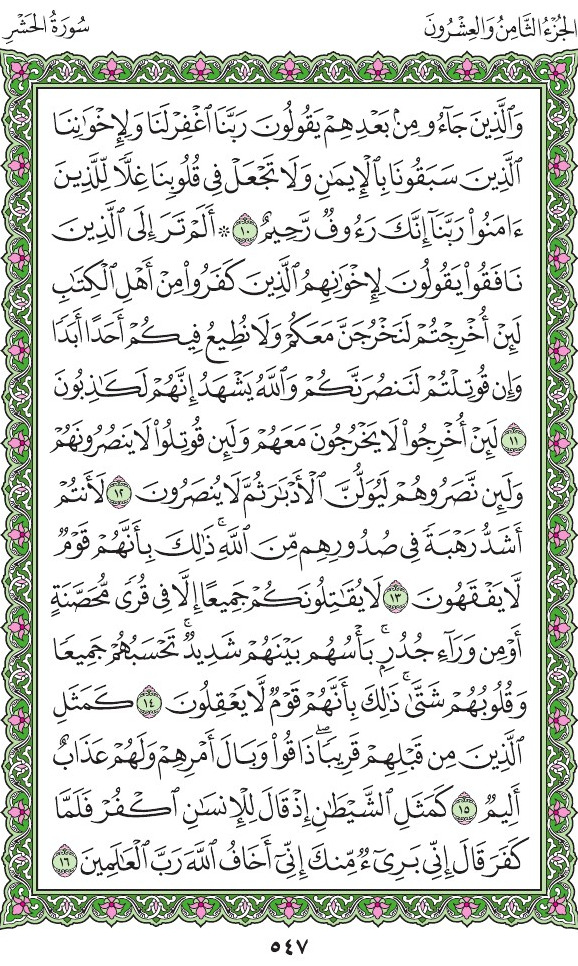 الجُزْءُ الثَّامِنُ وَالعِشْرُونَ سُورَةُ الحَشْرِ
وَٱلَّذِينَ جَآءُو مِنۢ بَعْدِهِمْ يَقُولُونَ رَبَّنَا ٱغْفِرْ لَنَا وَلِإِخْوَٰنِنَا
ٱلَّذِينَ سَبَقُونَا بِٱلْإِيمَٰنِ وَلَا تَجْعَلْ فِى قُلُوبِنَا غِلًّا لِّلَّذِينَ
ءَامَنُوا۟ رَبَّنَآ إِنَّكَ رَءُوفٌ رَّحِيمٌ ١٠ ۞ أَلَمْ تَرَ إِلَى ٱلَّذِينَ
نَافَقُوا۟ يَقُولُونَ لِإِخْوَٰنِهِمُ ٱلَّذِينَ كَفَرُوا۟ مِنْ أَهْلِ ٱلْكِتَٰبِ
لَئِنْ أُخْرِجْتُمْ لَنَخْرُجَنَّ مَعَكُمْ وَلَا نُطِيعُ فِيكُمْ أَحَدًا أَبَدًا
وَإِن قُوتِلْتُمْ لَنَنصُرَنَّكُمْ وَٱللَّهُ يَشْهَدُ إِنَّهُمْ لَكَٰذِبُونَ
١١ لَئِنْ أُخْرِجُوا۟ لَا يَخْرُجُونَ مَعَهُمْ وَلَئِن قُوتِلُوا۟ لَا يَنصُرُونَهُمْ
وَلَئِن نَّصَرُوهُمْ لَيُوَلُّنَّ ٱلْأَدْبَٰرَ ثُمَّ لَا يُنصَرُونَ ١٢ لَأَنتُمْ
أَشَدُّ رَهْبَةً فِى صُدُورِهِم مِّنَ ٱللَّهِ ۚ ذَٰلِكَ بِأَنَّهُمْ قَوْمٌ
لَّا يَفْقَهُونَ ١٣ لَا يُقَٰتِلُونَكُمْ جَمِيعًا إِلَّا فِى قُرًى مُّحَصَّنَةٍ
أَوْ مِن وَرَآءِ جُدُرٍۭ ۚ بَأْسُهُم بَيْنَهُمْ شَدِيدٌ ۚ تَحْسَبُهُمْ جَمِيعًا
وَقُلُوبُهُمْ شَتَّىٰ ۚ ذَٰلِكَ بِأَنَّهُمْ قَوْمٌ لَّا يَعْقِلُونَ ١٤ كَمَثَلِ
ٱلَّذِينَ مِن قَبْلِهِمْ قَرِيبًا ۖ ذَاقُوا۟ وَبَالَ أَمْرِهِمْ وَلَهُمْ عَذَابٌ
أَلِيمٌ ١٥ كَمَثَلِ ٱلشَّيْطَٰنِ إِذْ قَالَ لِلْإِنسَٰنِ ٱكْفُرْ فَلَمَّا
كَفَرَ قَالَ إِنِّى بَرِىٓءٌ مِّنكَ إِنِّىٓ أَخَافُ ٱللَّهَ رَبَّ ٱلْعَٰلَمِينَ ١٦
٥٤٧